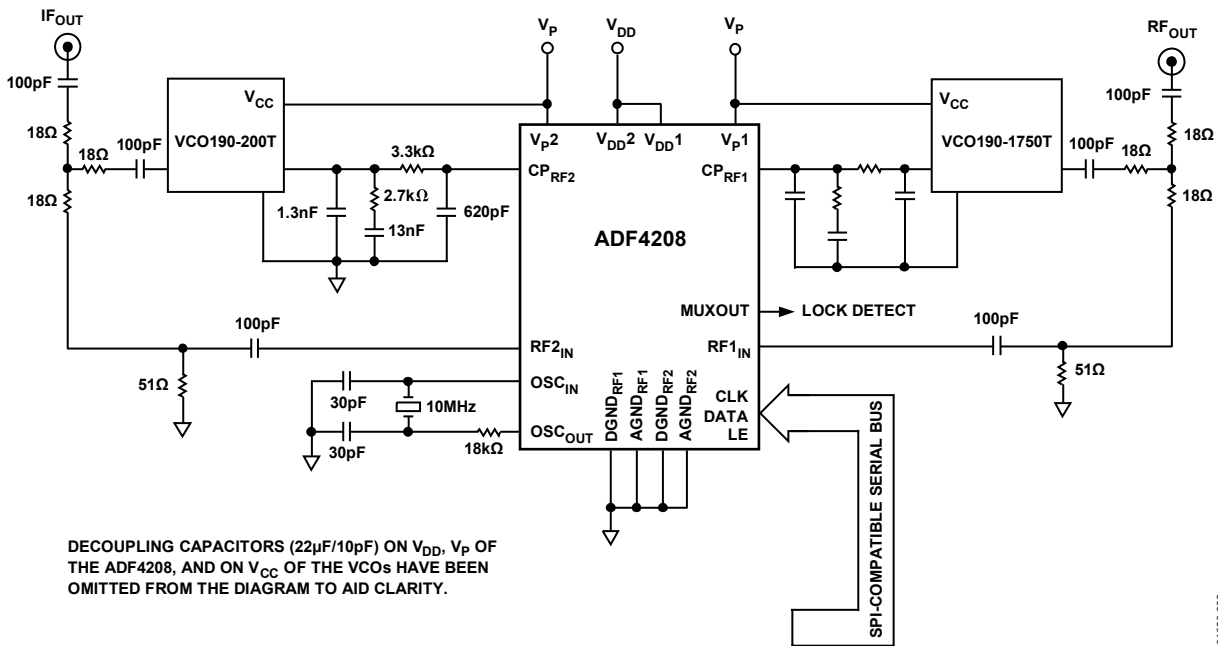 IFOUT
VP
VDD
VP
RFOUT
100pF
VCC
VCO190-200T
18Ω
100pF
18Ω
18Ω
3.3kΩ
2.7kΩ
1.3nF
13nF
620pF
VP2
VDD2
VDD1
VP1
CPRF2
CPRF1
ADF4208
VCC
VCO190-1750T
100pF
18Ω
100pF
18Ω
18Ω
MUXOUT
LOCK DETECT
100pF
RF2IN
RF1IN
100pF
51Ω
51Ω
OSCIN
30pF
10MHz
OSCOUT
30pF
18kΩ
DGNDRF1
AGNDRF1
DGNDRF2
AGNDRF2
CLK
DATA
LE
SPI-COMPATIBLE SERIAL BUS
DECOUPLING CAPACITORS (22µF/10pF) ON VDD, VP OF
THE ADF4208, AND ON VCC OF THE VCOs HAVE BEEN
OMITTED FROM THE DIAGRAM TO AID CLARITY.